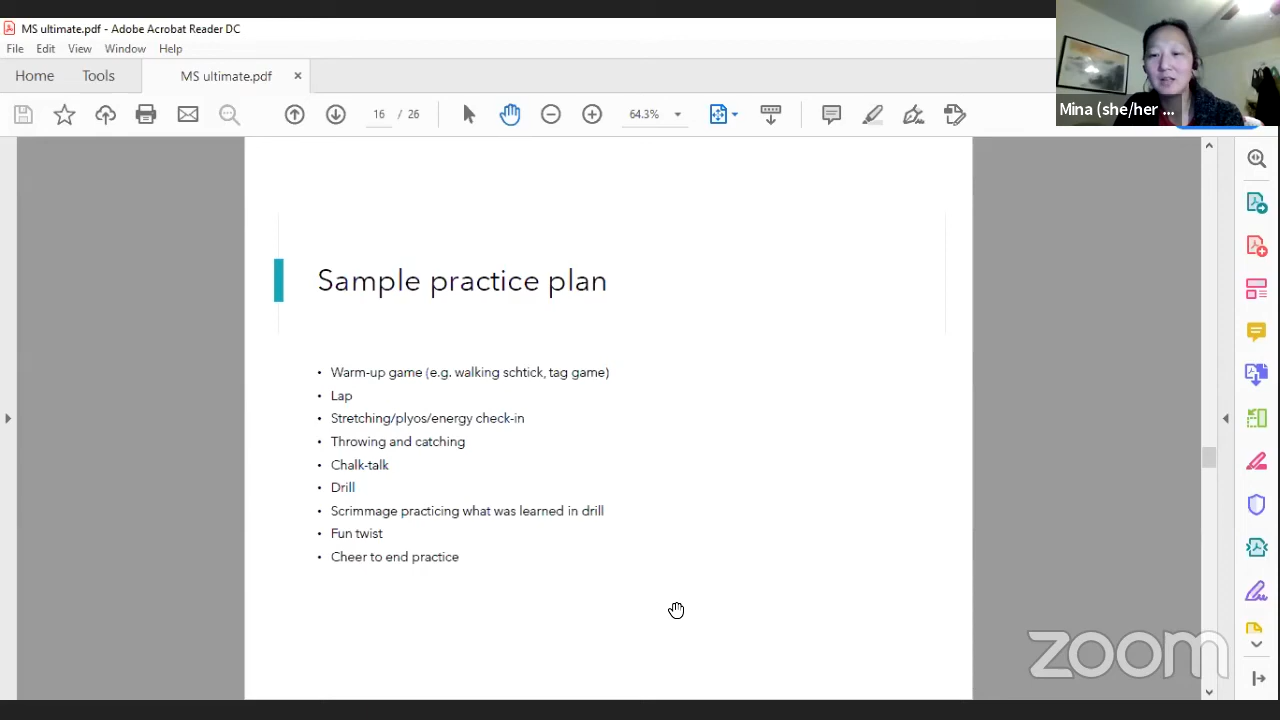 MS ultimate.pdf - Adobe Acrobat Reader DC
File Edit View Window Help
Home Tools MS ultimate.pdf ×
16 / 26 64.3%
Mina (she/her ...
Sample practice plan
• Warm-up game (e.g. walking schtick, tag game)
• Lap
• Stretching/plyos/energy check-in
• Throwing and catching
• Chalk-talk
• Drill
• Scrimmage practicing what was learned in drill
• Fun twist
• Cheer to end practice
zoom